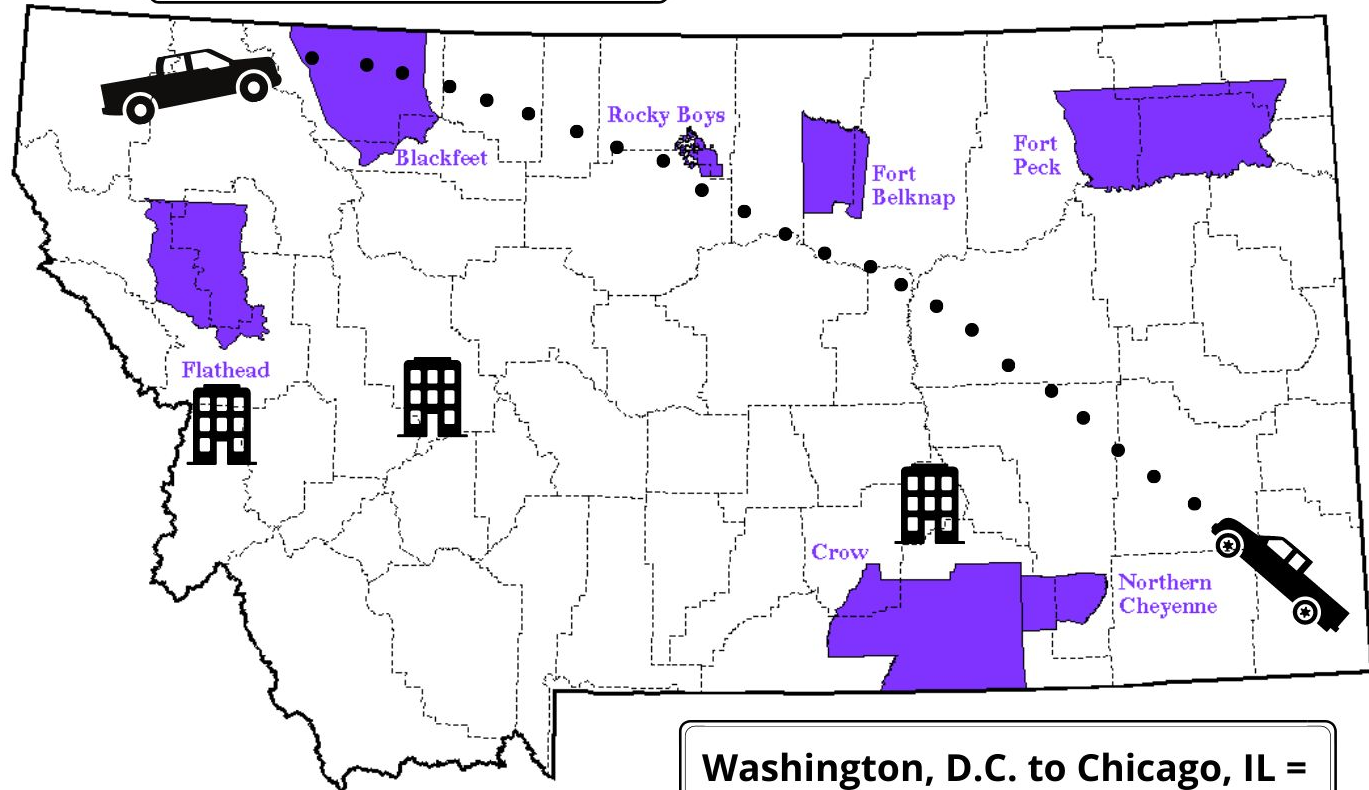 Rocky Boys
Blackfeet
Fort
Peck
Fort
Belknap
Flathead
Crow
Northern
Cheyenne
Washington, D.C. to Chicago, IL =